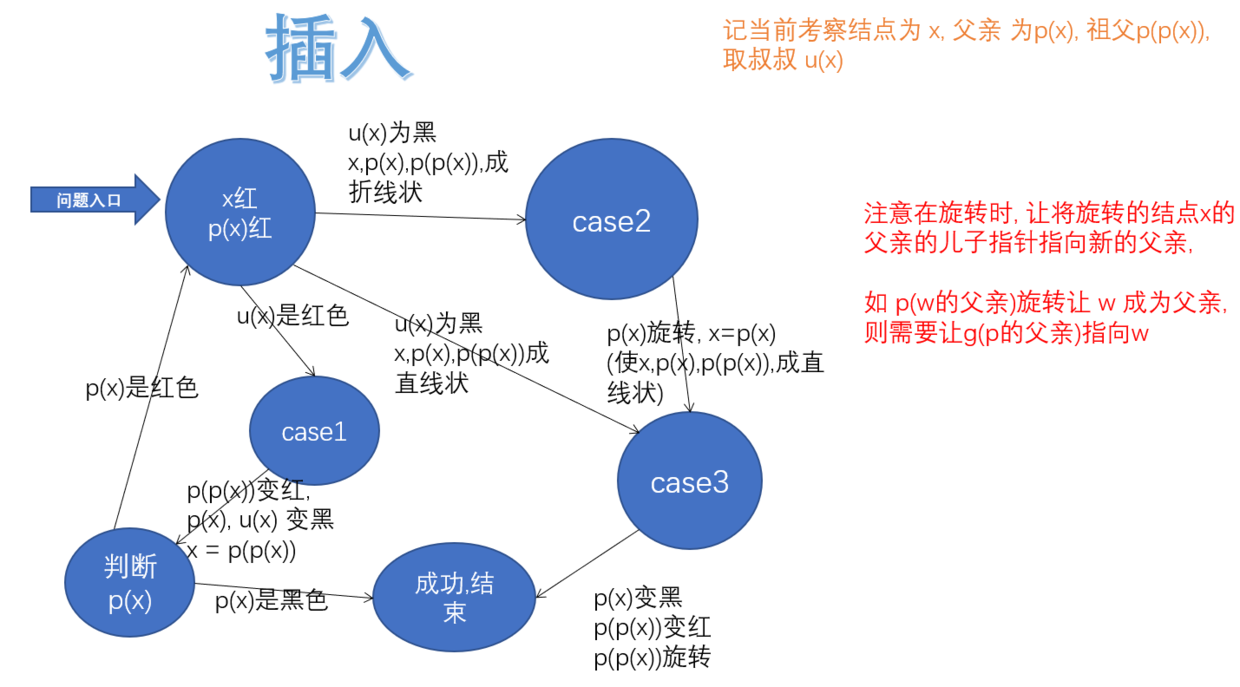 插入
记当前考察结点为 x, 父亲 为p(x), 祖父p(p(x)),
取叔叔 u(x)
问题入口
x红
p(x)红
u(x)为黑
x,p(x),p(p(x)),成
折线状
case2
注意在旋转时, 让将旋转的结点x的
父亲的儿子指针指向新的父亲,
如 p(w的父亲)旋转让 w 成为父亲,
则需要让g(p的父亲)指向w
u(x)是红色
u(x)为黑
x,p(x),p(p(x))成
直线状
p(x)旋转, x=p(x)
(使x,p(x),p(p(x)),成直
线状)
p(x)是红色
case1
case3
p(p(x))变红,
p(x), u(x) 变黑
x = p(p(x))
判断
p(x)
p(x)是黑色
成功,结
束
p(x)变黑
p(p(x))变红
p(p(x))旋转